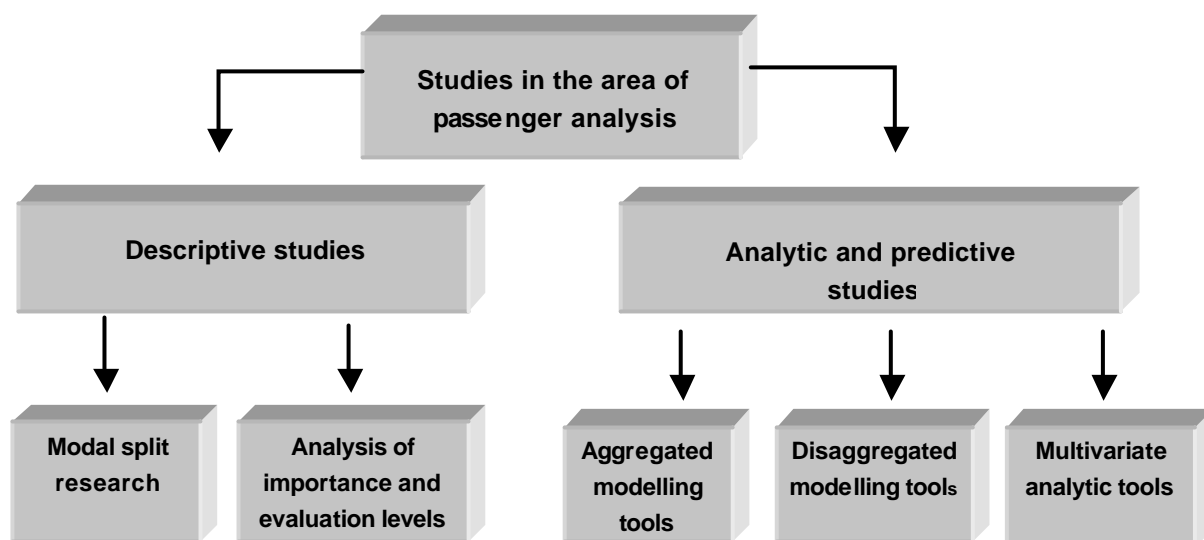 Studies in the area of
passenger analysis
Descriptive studies
Analytic and predictive
studies
Modal split
research
Analysis of
importance and
evaluation levels
Aggregated
modelling
tools
Disaggregated
modelling tools
Multivariate
analytic tools